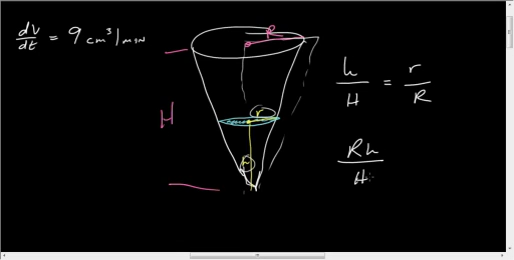 dv/dt = 9 cm³/min
R
H
r
h
h/H = r/R
Rh/H